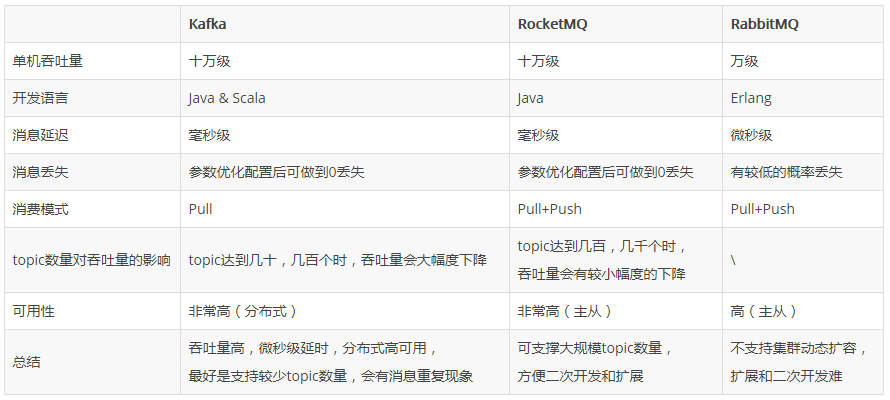 Kafka RocketMQ RabbitMQ
单机吞吐量 十万级 十万级 万级
开发语言 Java & Scala Java Erlang
消息延迟 毫秒级 毫秒级 微秒级
消息丢失 参数优化配置后可做到0丢失 参数优化配置后可做到0丢失 有较低的概率丢失
消费模式 Pull Pull+Push Pull+Push
topic数量对吞吐量的影响 topic达到几十，几百个时，吞吐量会大幅度下降 topic达到几百，几千个时，
吞吐量会有较小幅度的下降 \
可用性 非常高（分布式） 非常高（主从） 高（主从）
总结 吞吐量高，微秒级延时，分布式高可用，
最好是支持较少topic数量，会有消息重复现象 可支撑大规模topic数量，
方便二次开发和扩展 不支持集群动态扩容，
扩展和二次开发难